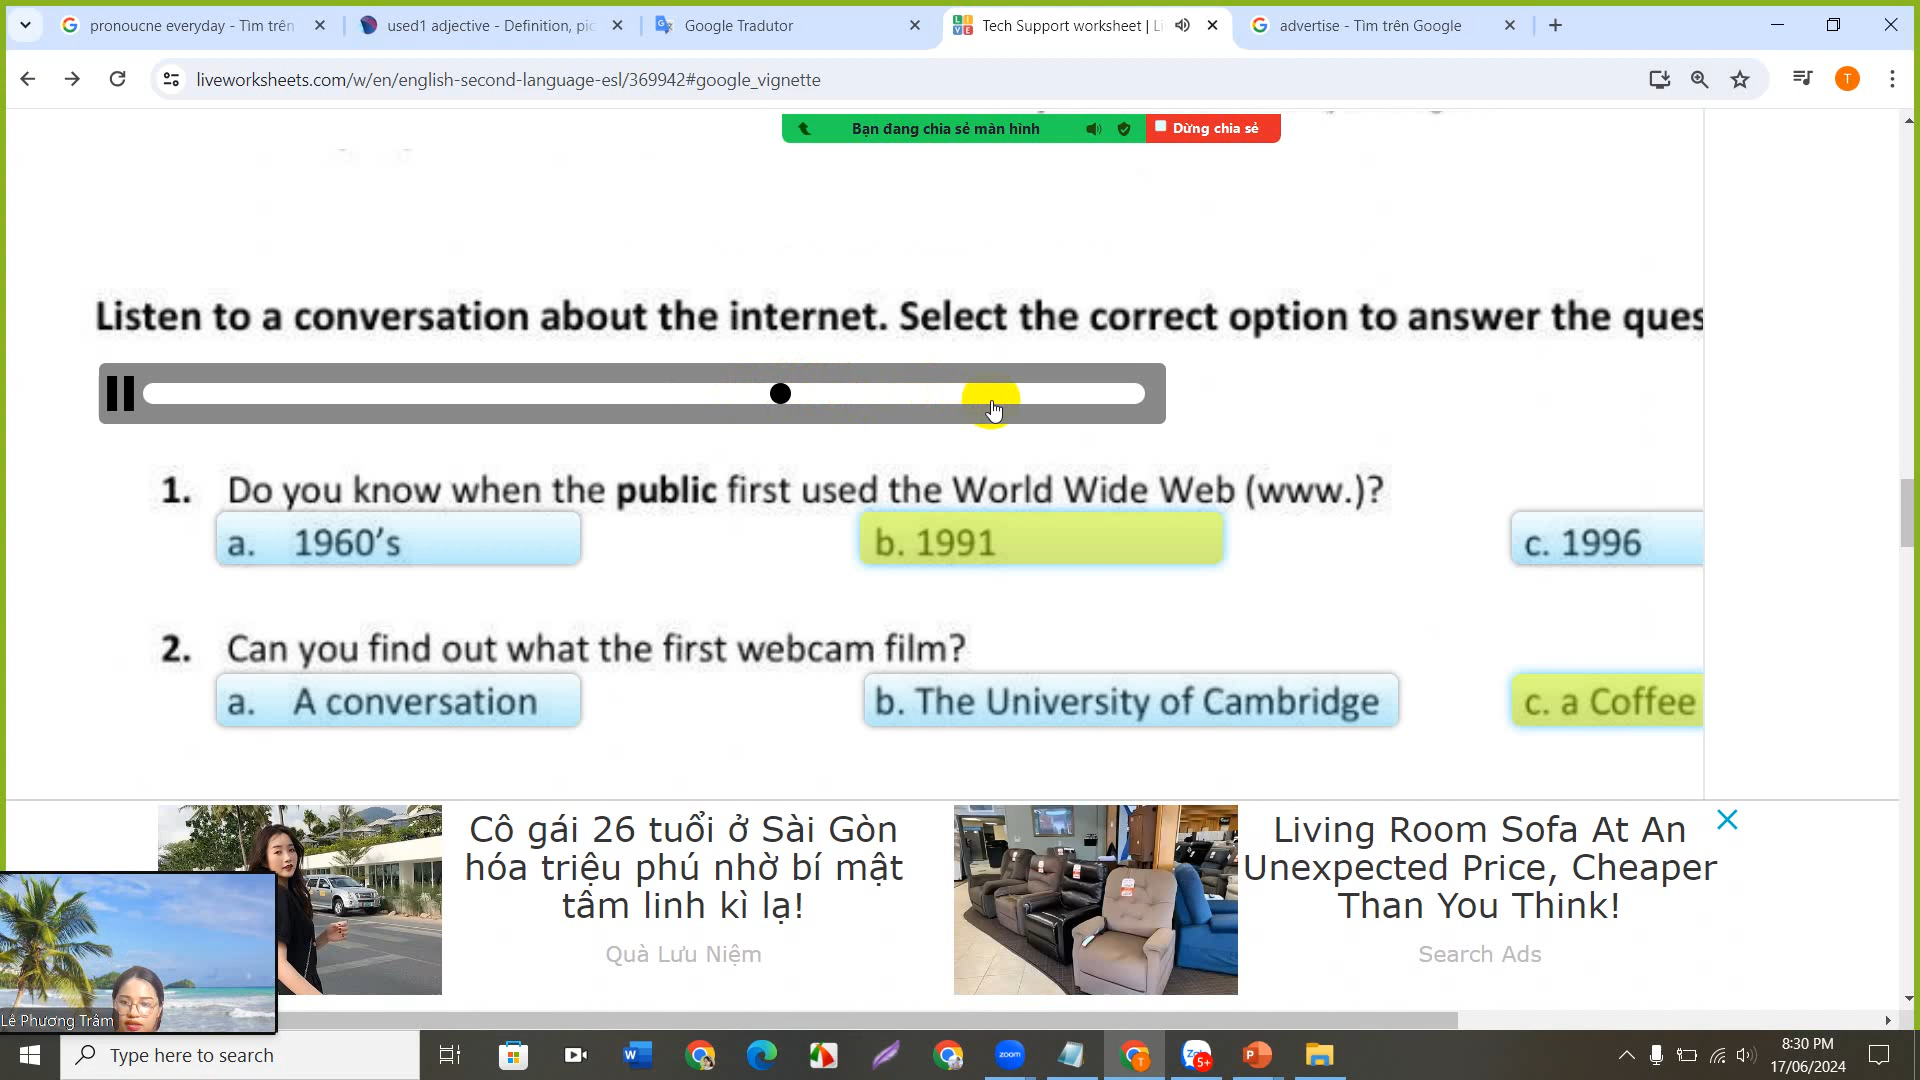 pronoucne everyday - Tìm trên
used1 adjective - Definition, pic
Google Tradutor
Tech Support worksheet | Li
advertise - Tìm trên Google
liveworksheets.com/w/en/english-second-language-esl/369942#google_vignette
T
Bạn đang chia sẻ màn hình
Dừng chia sẻ
Listen to a conversation about the internet. Select the correct option to answer the ques
1. Do you know when the public first used the World Wide Web (www.)?
a. 1960’s
b. 1991
c. 1996
2. Can you find out what the first webcam film?
a. A conversation
b. The University of Cambridge
c. a Coffee
Cô gái 26 tuổi ở Sài Gòn
hóa triệu phú nhờ bí mật
tâm linh kì lạ!
Quà Lưu Niệm
Living Room Sofa At An
Unexpected Price, Cheaper
Than You Think!
Search Ads
Lê Phương Trâm
Type here to search
zoom
5+
8:30 PM
17/06/2024